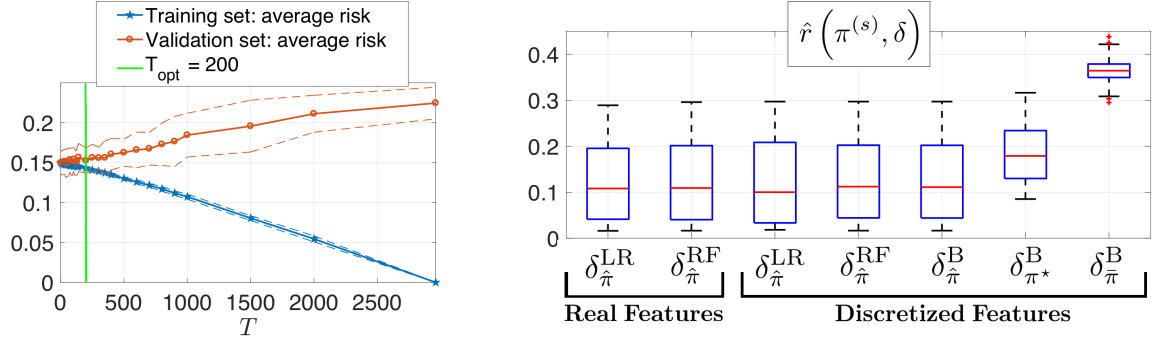 Training set: average risk
Validation set: average risk
T_opt = 200
0.2
0.15
0.1
0.05
0
0 500 1000 1500 2000 2500
T
r̂ (π^(s), δ)
0.4
0.3
0.2
0.1
0
δ_π̂^LR δ_π̂^RF δ_π̂^LR δ_π̂^RF δ_π̂^B δ_π⋆^B δ_π̄^B
Real Features Discretized Features